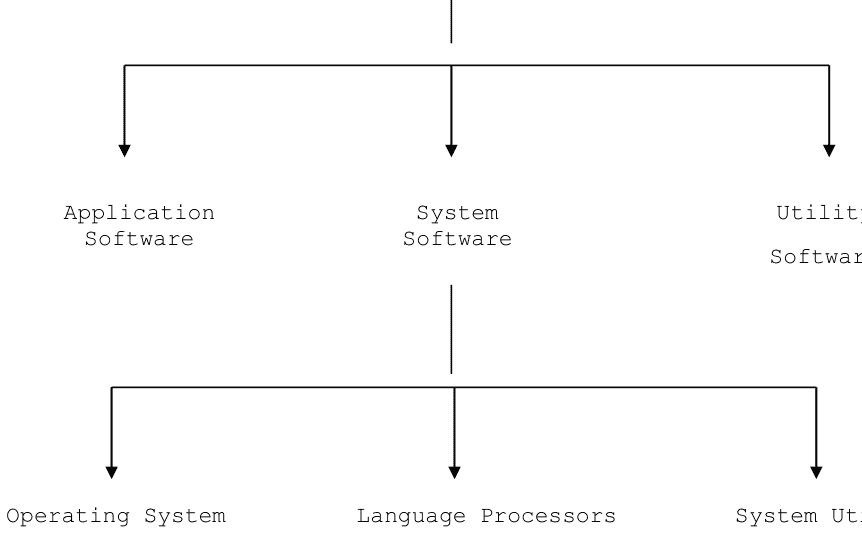 Application
Software
System
Software
Operating System
Language Processors
System